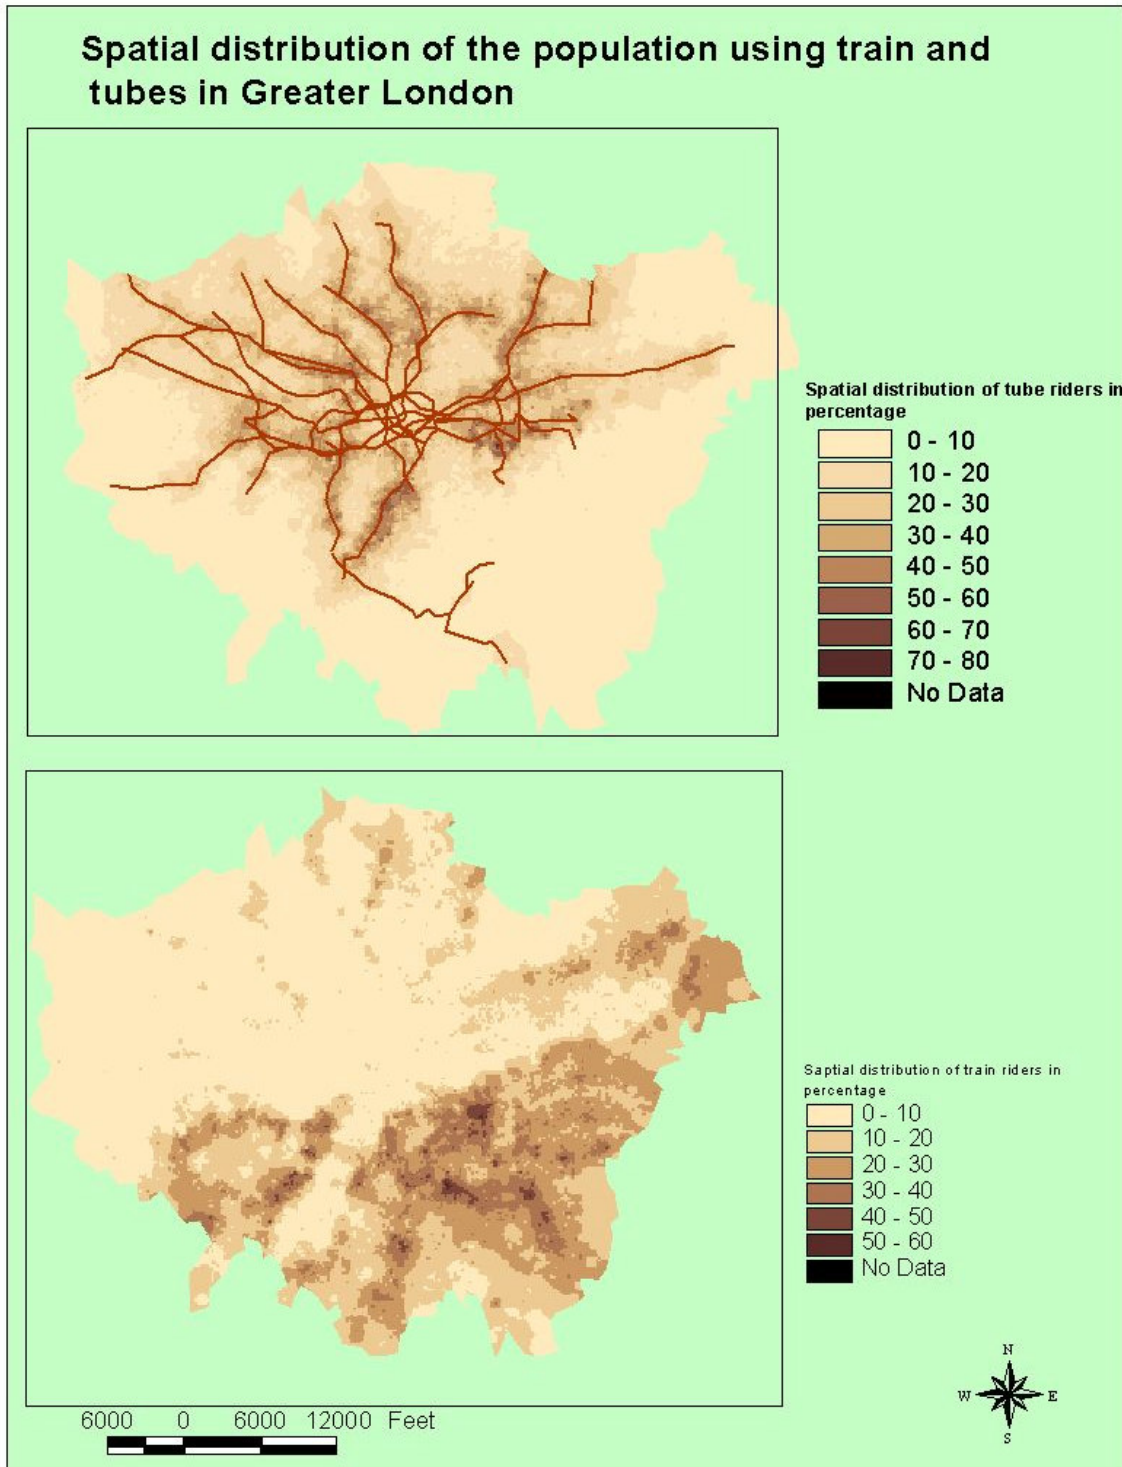 Spatial distribution of the population using train and
tubes in Greater London
Spatial distribution of tube riders in
percentage
0 - 10
10 - 20
20 - 30
30 - 40
40 - 50
50 - 60
60 - 70
70 - 80
No Data
Saptial distribution of train riders in
percentage
0 - 10
10 - 20
20 - 30
30 - 40
40 - 50
50 - 60
No Data
N
W E
S
6000 0 6000 12000 Feet